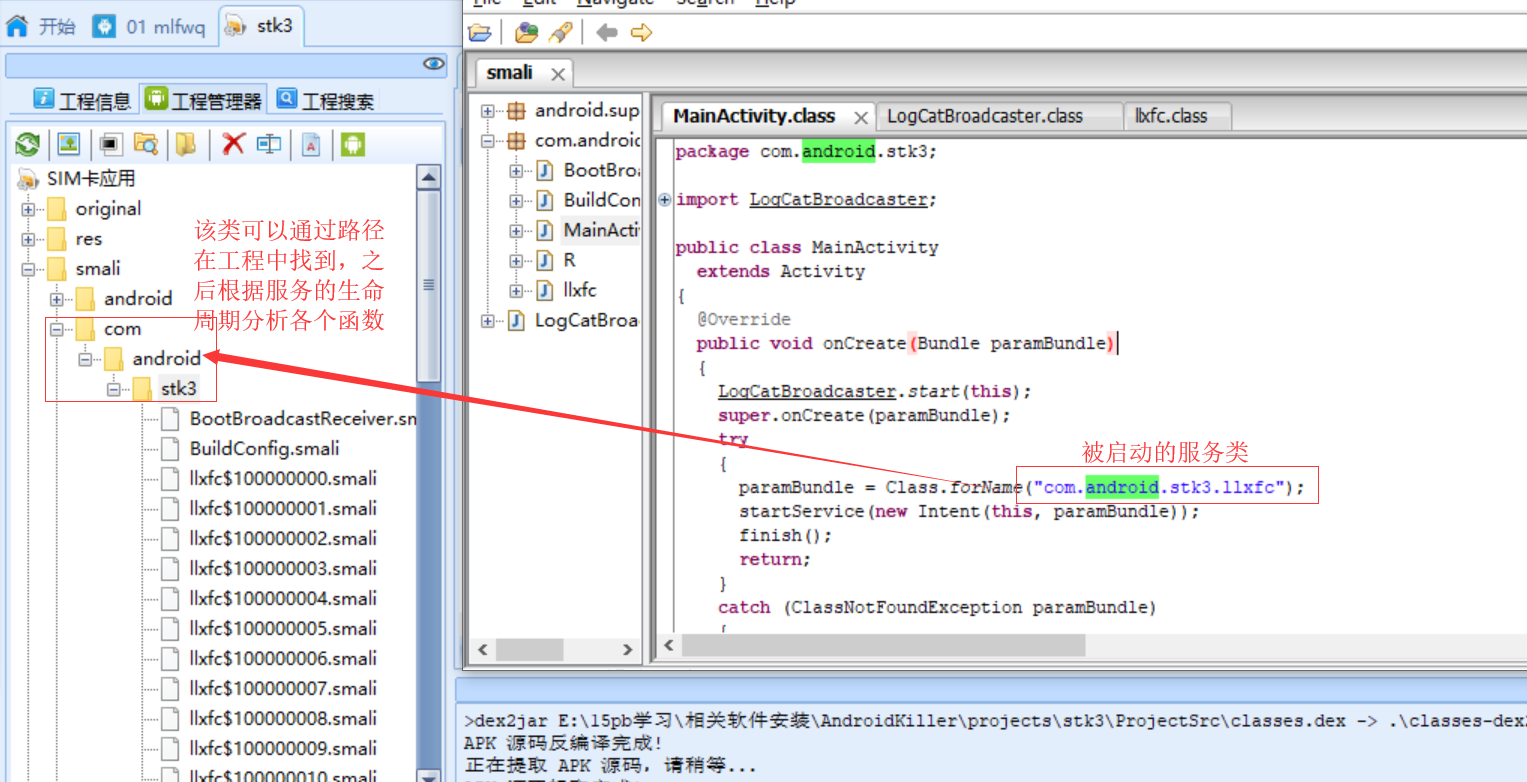 开始
01 mlfwq
stk3
工程信息
工程管理器
工程搜索
SIM卡应用
original
res
smali
android
com
android
stk3
BootBroadcastReceiver.sm
BuildConfig.smali
llxfc$100000000.smali
llxfc$100000001.smali
llxfc$100000002.smali
llxfc$100000003.smali
llxfc$100000004.smali
llxfc$100000005.smali
llxfc$100000006.smali
llxfc$100000007.smali
llxfc$100000008.smali
llxfc$100000009.smali
llxfc$100000010.smali
该类可以通过路径
在工程中找到，之
后根据服务的生命
周期分析各个函数
File Edit Navigate Search Help
smali
android.sup
com.android
BootBroa
BuildCon
MainActi
R
llxfc
LogCatBroa
MainActivity.class
LogCatBroadcaster.class
llxfc.class
package com.android.stk3;
import LogCatBroadcaster;
public class MainActivity
extends Activity
{
@Override
public void onCreate(Bundle paramBundle)
{
LogCatBroadcaster.start(this);
super.onCreate(paramBundle);
try
{
被启动的服务类
paramBundle = Class.forName("com.android.stk3.llxfc");
startService(new Intent(this, paramBundle));
finish();
return;
}
catch (ClassNotFoundException paramBundle)
{
>dex2jar E:\15pb学习\相关软件安装\AndroidKiller\projects\stk3\ProjectSrc\classes.dex -> .\classes-dex2
APK 源码反编译完成!
正在提取 APK 源码，请稍等...